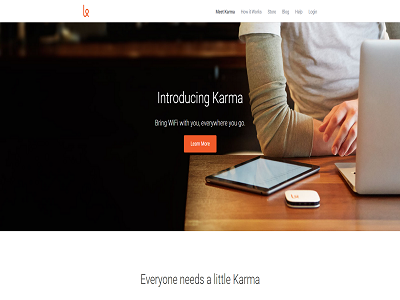 Meet Karma How It Works Store Blog Help Login
Introducing Karma
Bring WiFi with you, everywhere you go.
Learn More
Everyone needs a little Karma